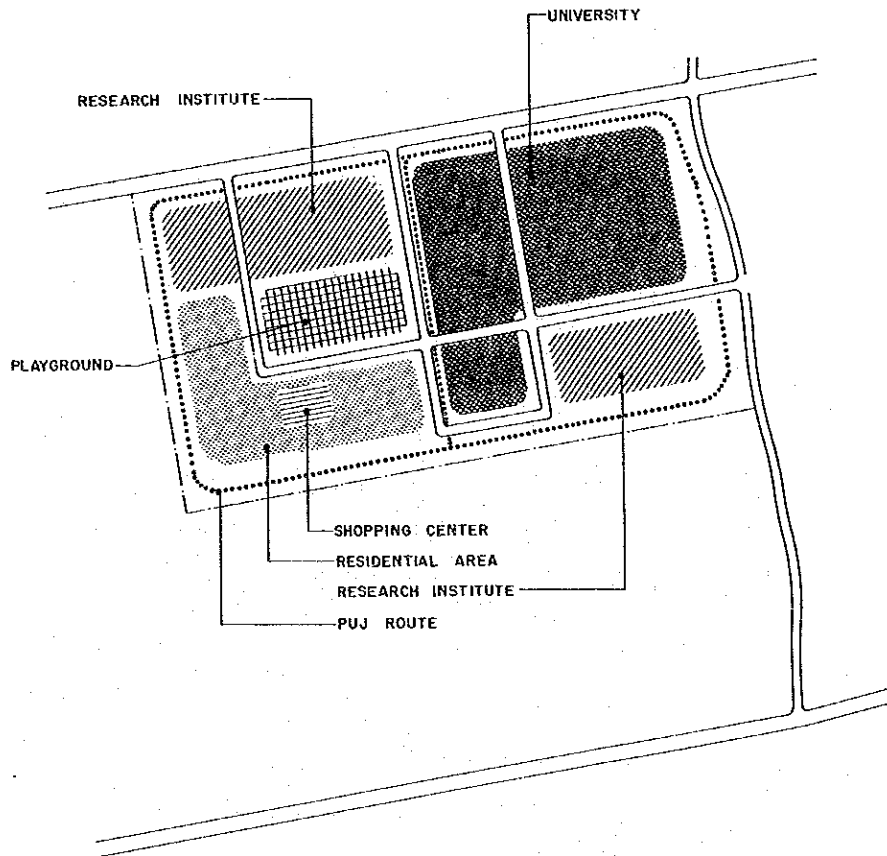 UNIVERSITY
RESEARCH INSTITUTE
PLAYGROUND
SHOPPING CENTER
RESIDENTIAL AREA
RESEARCH INSTITUTE
PUJ ROUTE